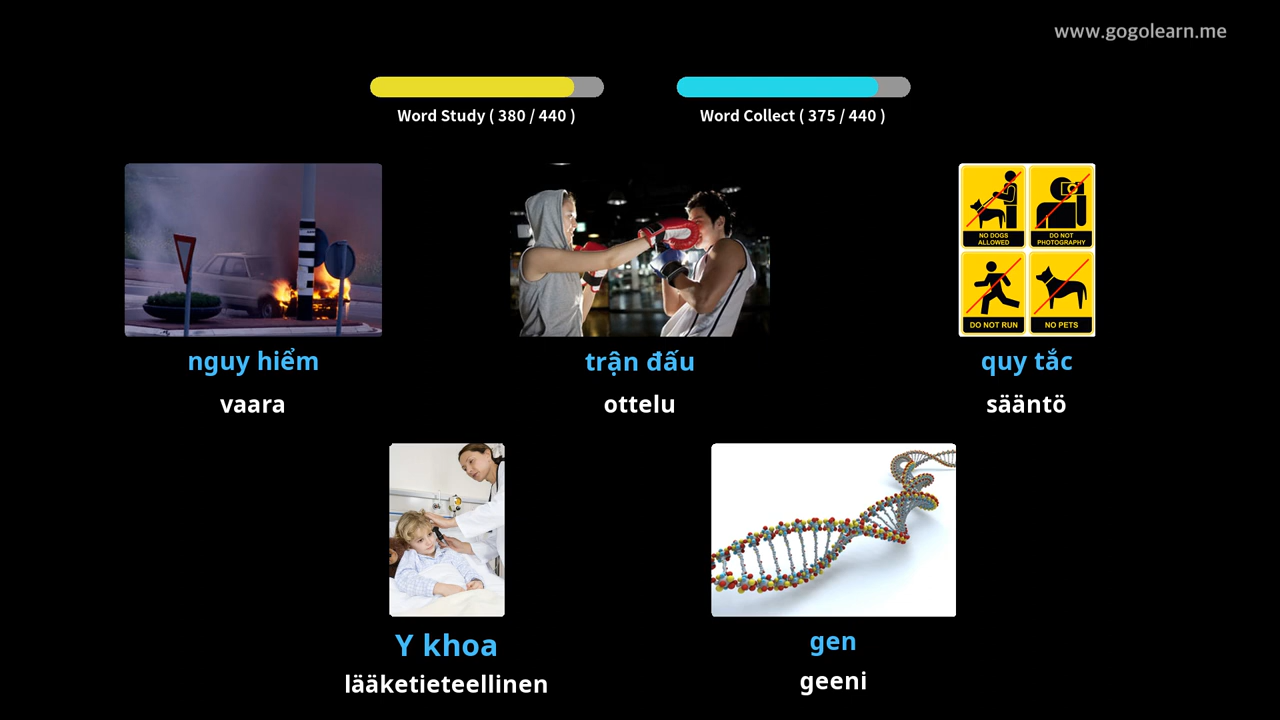 www.gogolearn.me
Word Study ( 380 / 440 )
Word Collect ( 375 / 440 )
NO DOGS
ALLOWED
DO NOT
PHOTOGRAPHY
DO NOT RUN
NO PETS
nguy hiểm
trận đấu
quy tắc
vaara
ottelu
sääntö
Y khoa
gen
lääketieteellinen
geeni